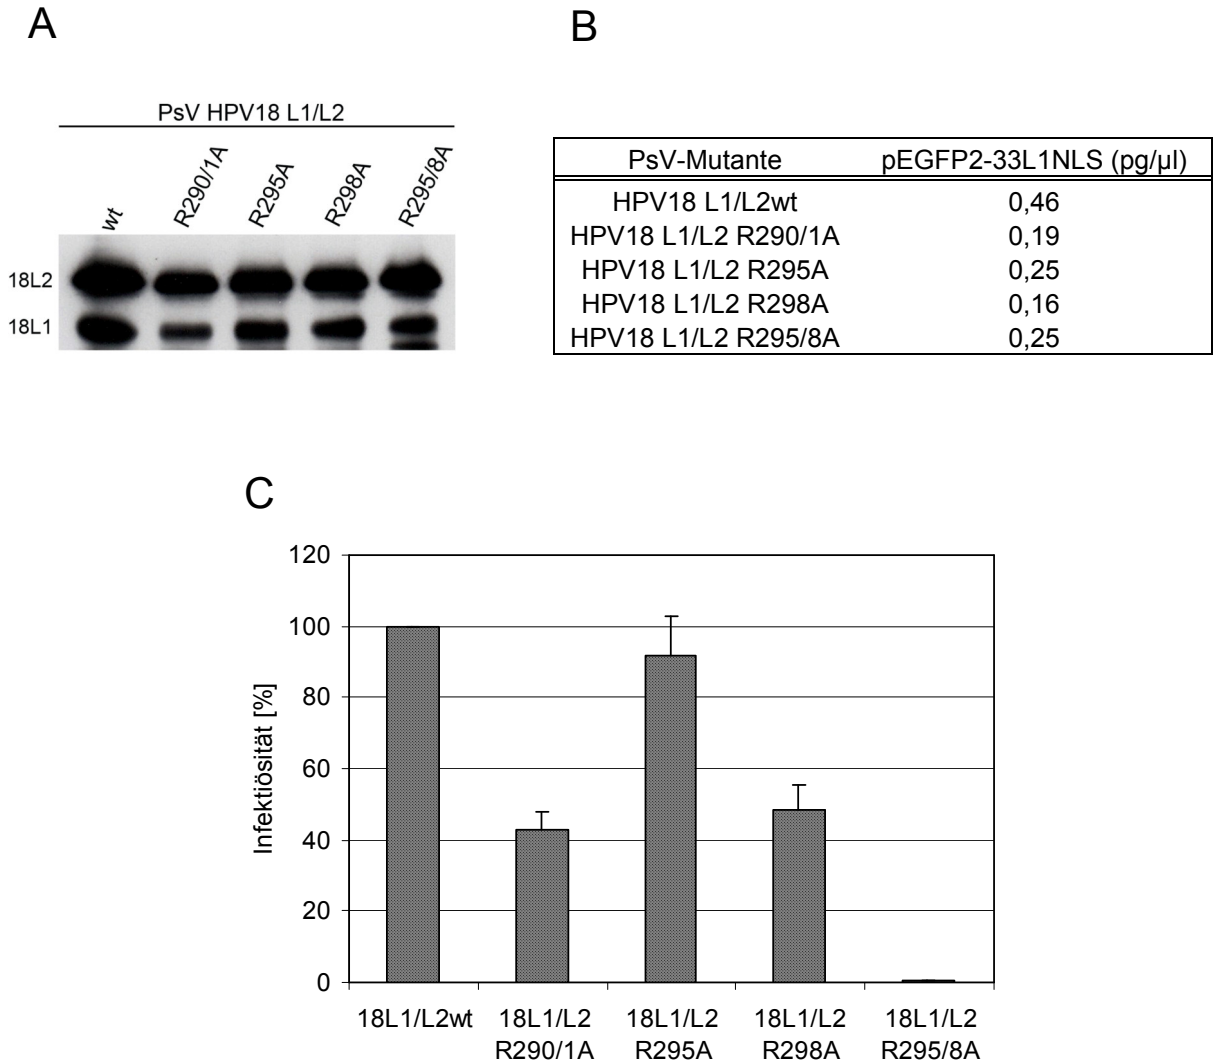 A
PsV HPV18 L1/L2
wt R290/1A R295A R298A R295/8A
18L2
18L1
B
PsV-Mutante pEGFP2-33L1NLS (pg/µl)
HPV18 L1/L2wt 0,46
HPV18 L1/L2 R290/1A 0,19
HPV18 L1/L2 R295A 0,25
HPV18 L1/L2 R298A 0,16
HPV18 L1/L2 R295/8A 0,25
C
Infektiösität [%]
120
100
80
60
40
20
0
18L1/L2wt 18L1/L2 18L1/L2 18L1/L2 18L1/L2
R290/1A R295A R298A R295/8A